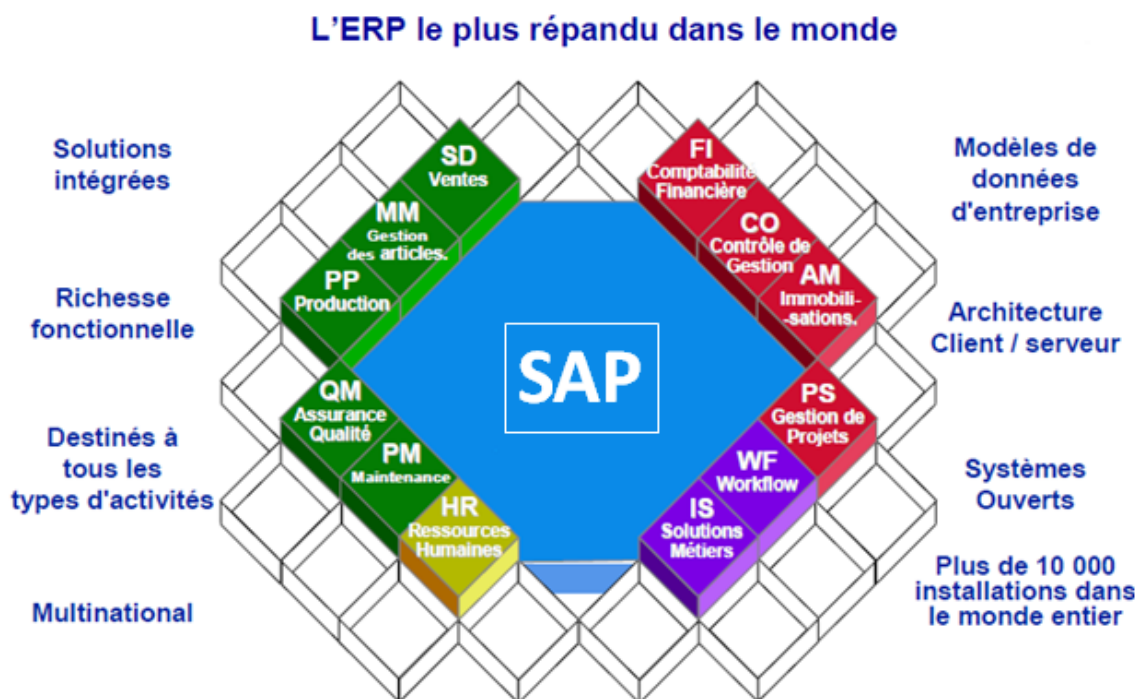 L'ERP le plus répandu dans le monde
Solutions
intégrées
Richesse
fonctionnelle
Destinés à
tous les
types d'activités
Multinational
SD
Ventes
MM
Gestion
des articles.
PP
Production
QM
Assurance
Qualité
PM
Maintenance
HR
Ressources
Humaines
SAP
FI
Comptabilité
Financière
CO
Contrôle de
Gestion
AM
Immobili-
-sations.
PS
Gestion de
Projets
WF
Workflow
IS
Solutions
Métiers
Modèles de
données
d'entreprise
Architecture
Client / serveur
Systèmes
Ouverts
Plus de 10 000
installations dans
le monde entier